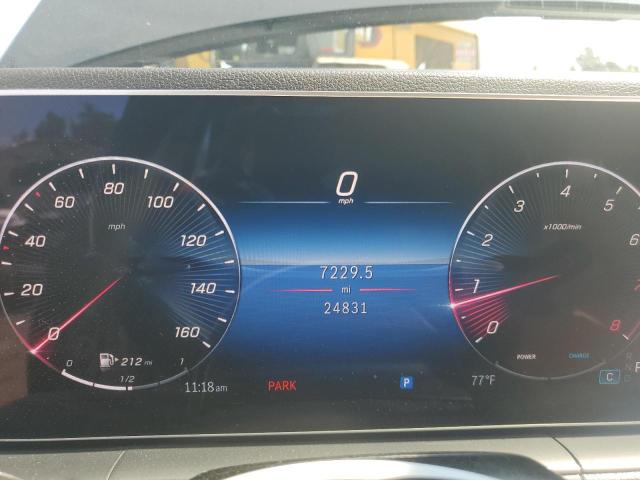 0
mph
7229.5
mi
24831
0 20 40 60 80 100 120 140 160
mph
0 1/2 1
212 mi
11:18am
PARK
P
77°F
0 1 2 3 4 5 6 7 8
x1000/min
POWER CHARGE
C
R
N
D
P